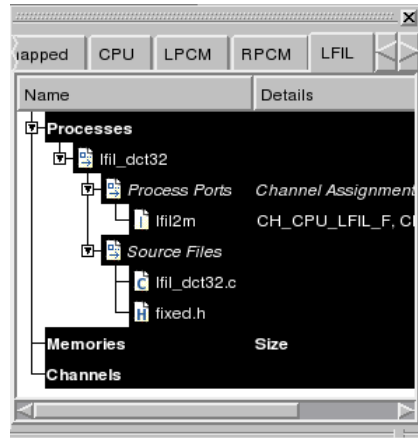 CPU LPCM RPCM LFIL
Name Details
Processes
lfil_dct32
Process Ports Channel Assignment
lfil2m CH_CPU_LFIL_F,
Source Files
lfil_dct32.c
fixed.h
Memories Size
Channels